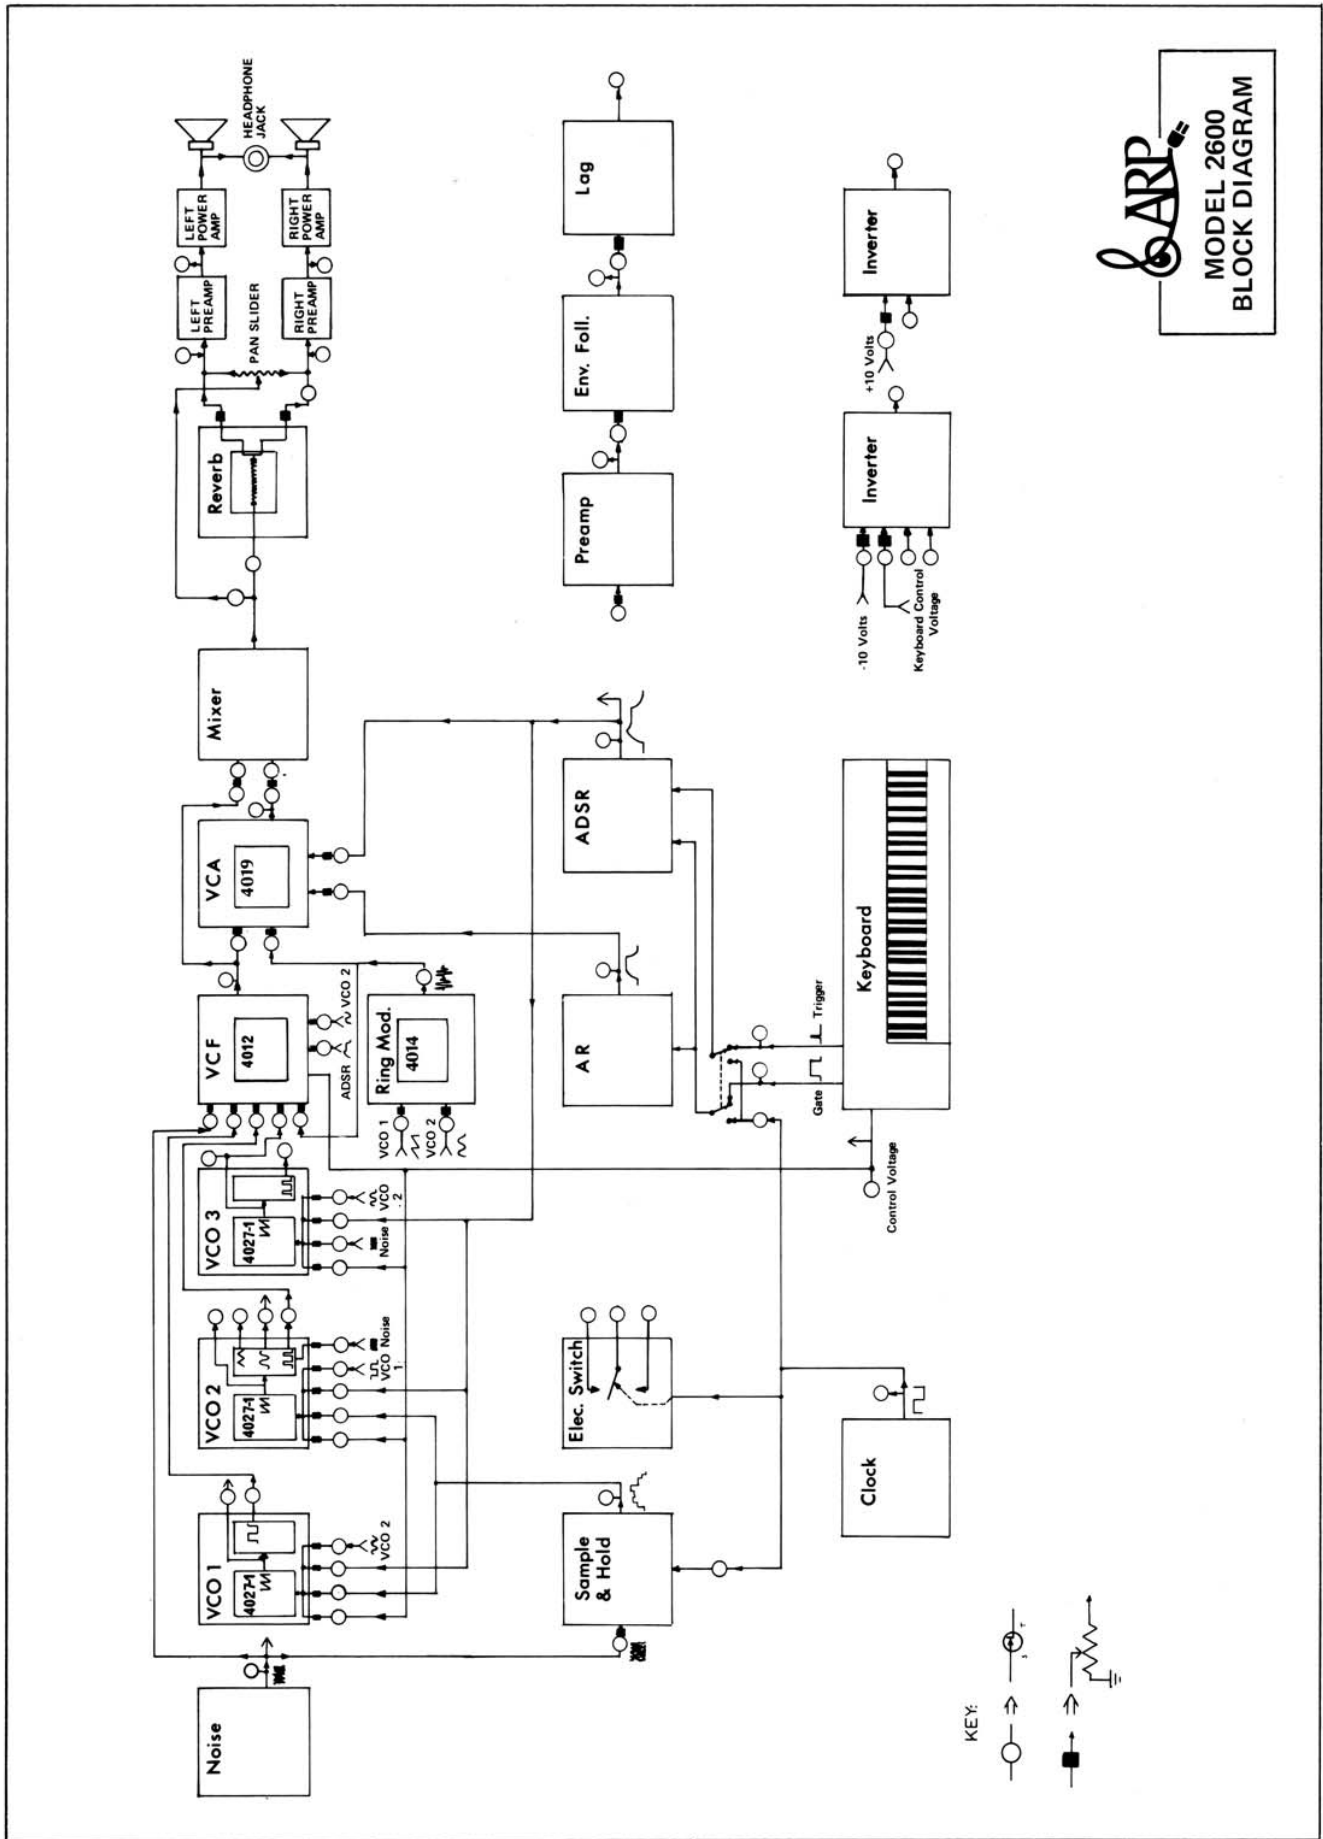 Noise
VCO 1
4027-1
VCO 2
VCO 2
4027-1
VCO
1
Noise
VCO 3
4027-1
Noise
VCO
2
VCF
4012
ADSR
VCO 2
Ring Mod.
4014
VCO 1
VCO 2
VCA
4019
Mixer
Reverb
PAN SLIDER
LEFT
PREAMP
RIGHT
PREAMP
LEFT
POWER
AMP
RIGHT
POWER
AMP
HEADPHONE
JACK
Sample
& Hold
Elec. Switch
AR
ADSR
Preamp
Env. Foll.
Lag
Clock
Control Voltage
Gate
Trigger
Keyboard
-10 Volts
Keyboard Control
Voltage
Inverter
+10 Volts
Inverter
KEY:
S
T
ARP
MODEL 2600
BLOCK DIAGRAM